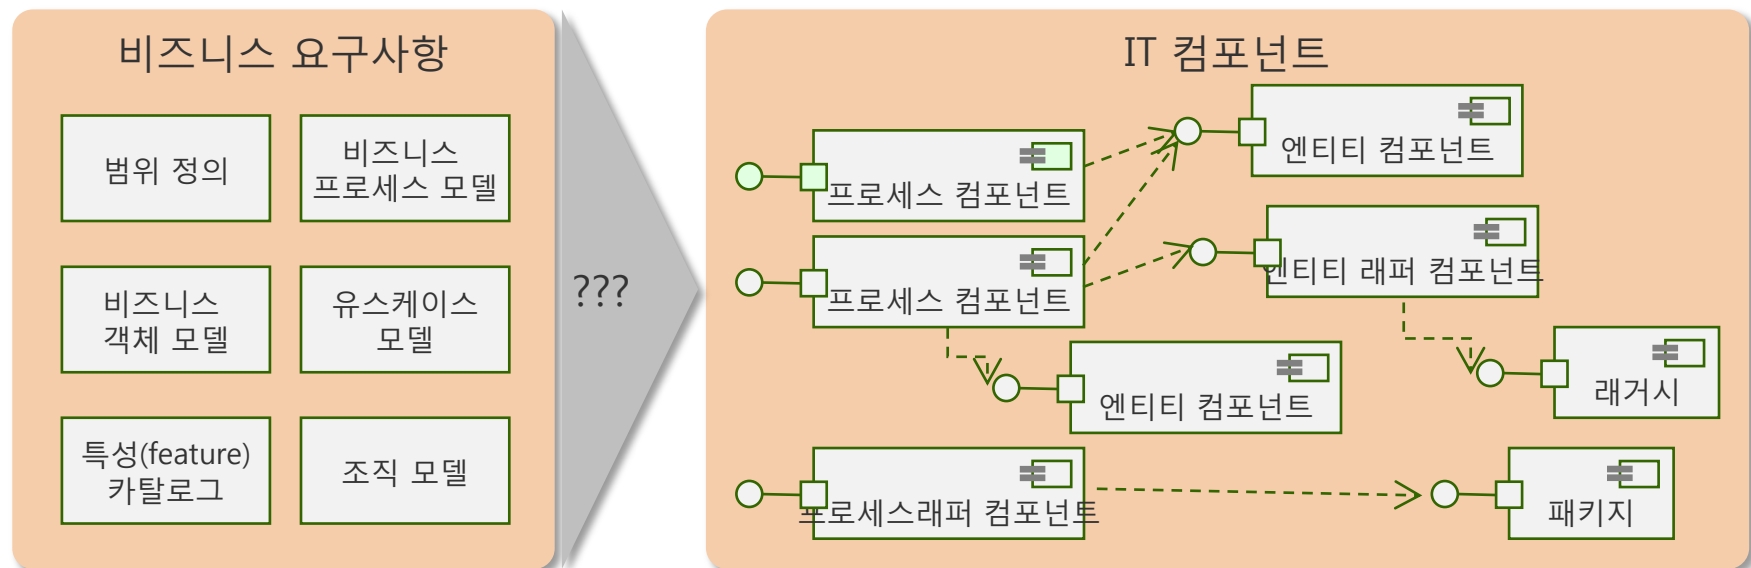 비즈니스 요구사항
범위 정의
비즈니스
프로세스 모델
비즈니스
객체 모델
유스케이스
모델
특성(feature)
카탈로그
조직 모델
???
IT 컴포넌트
프로세스 컴포넌트
엔티티 컴포넌트
프로세스 컴포넌트
엔티티 래퍼 컴포넌트
엔티티 컴포넌트
래거시
프로세스래퍼 컴포넌트
패키지